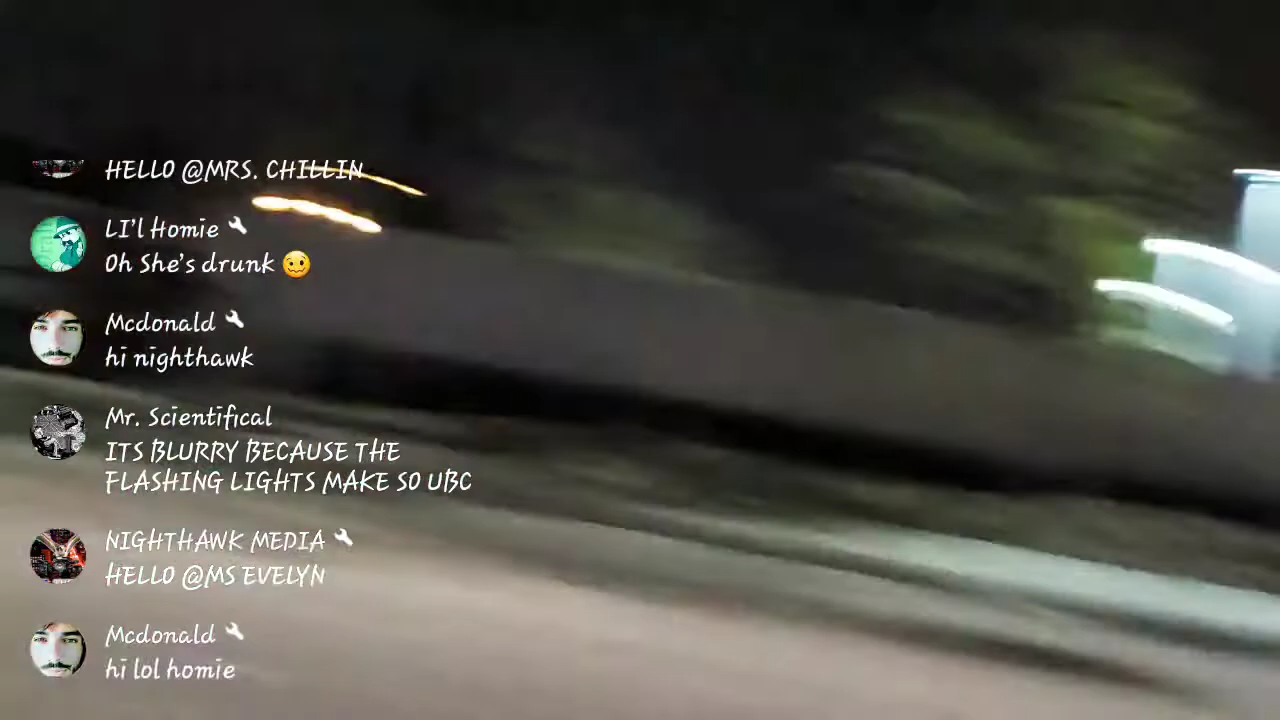 HELLO @MRS. CHILLIN
LI'l Homie
Oh She's drunk 🥴
Mcdonald
hi nighthawk
Mr. Scientifical
ITS BLURRY BECAUSE THE
FLASHING LIGHTS MAKE SO UBC
NIGHTHAWK MEDIA
HELLO @MS EVELYN
Mcdonald
hi lol homie